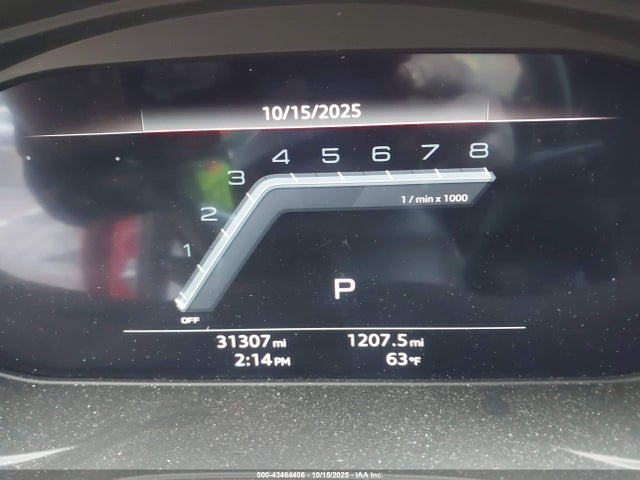 10/15/2025
4 5 6 7 8
3
1 / min x 1000
2
1
P
OFF
31307 mi 1207.5 mi
2:14 PM 63°F
000-43464406 - 10/15/2025 - IAA Inc.